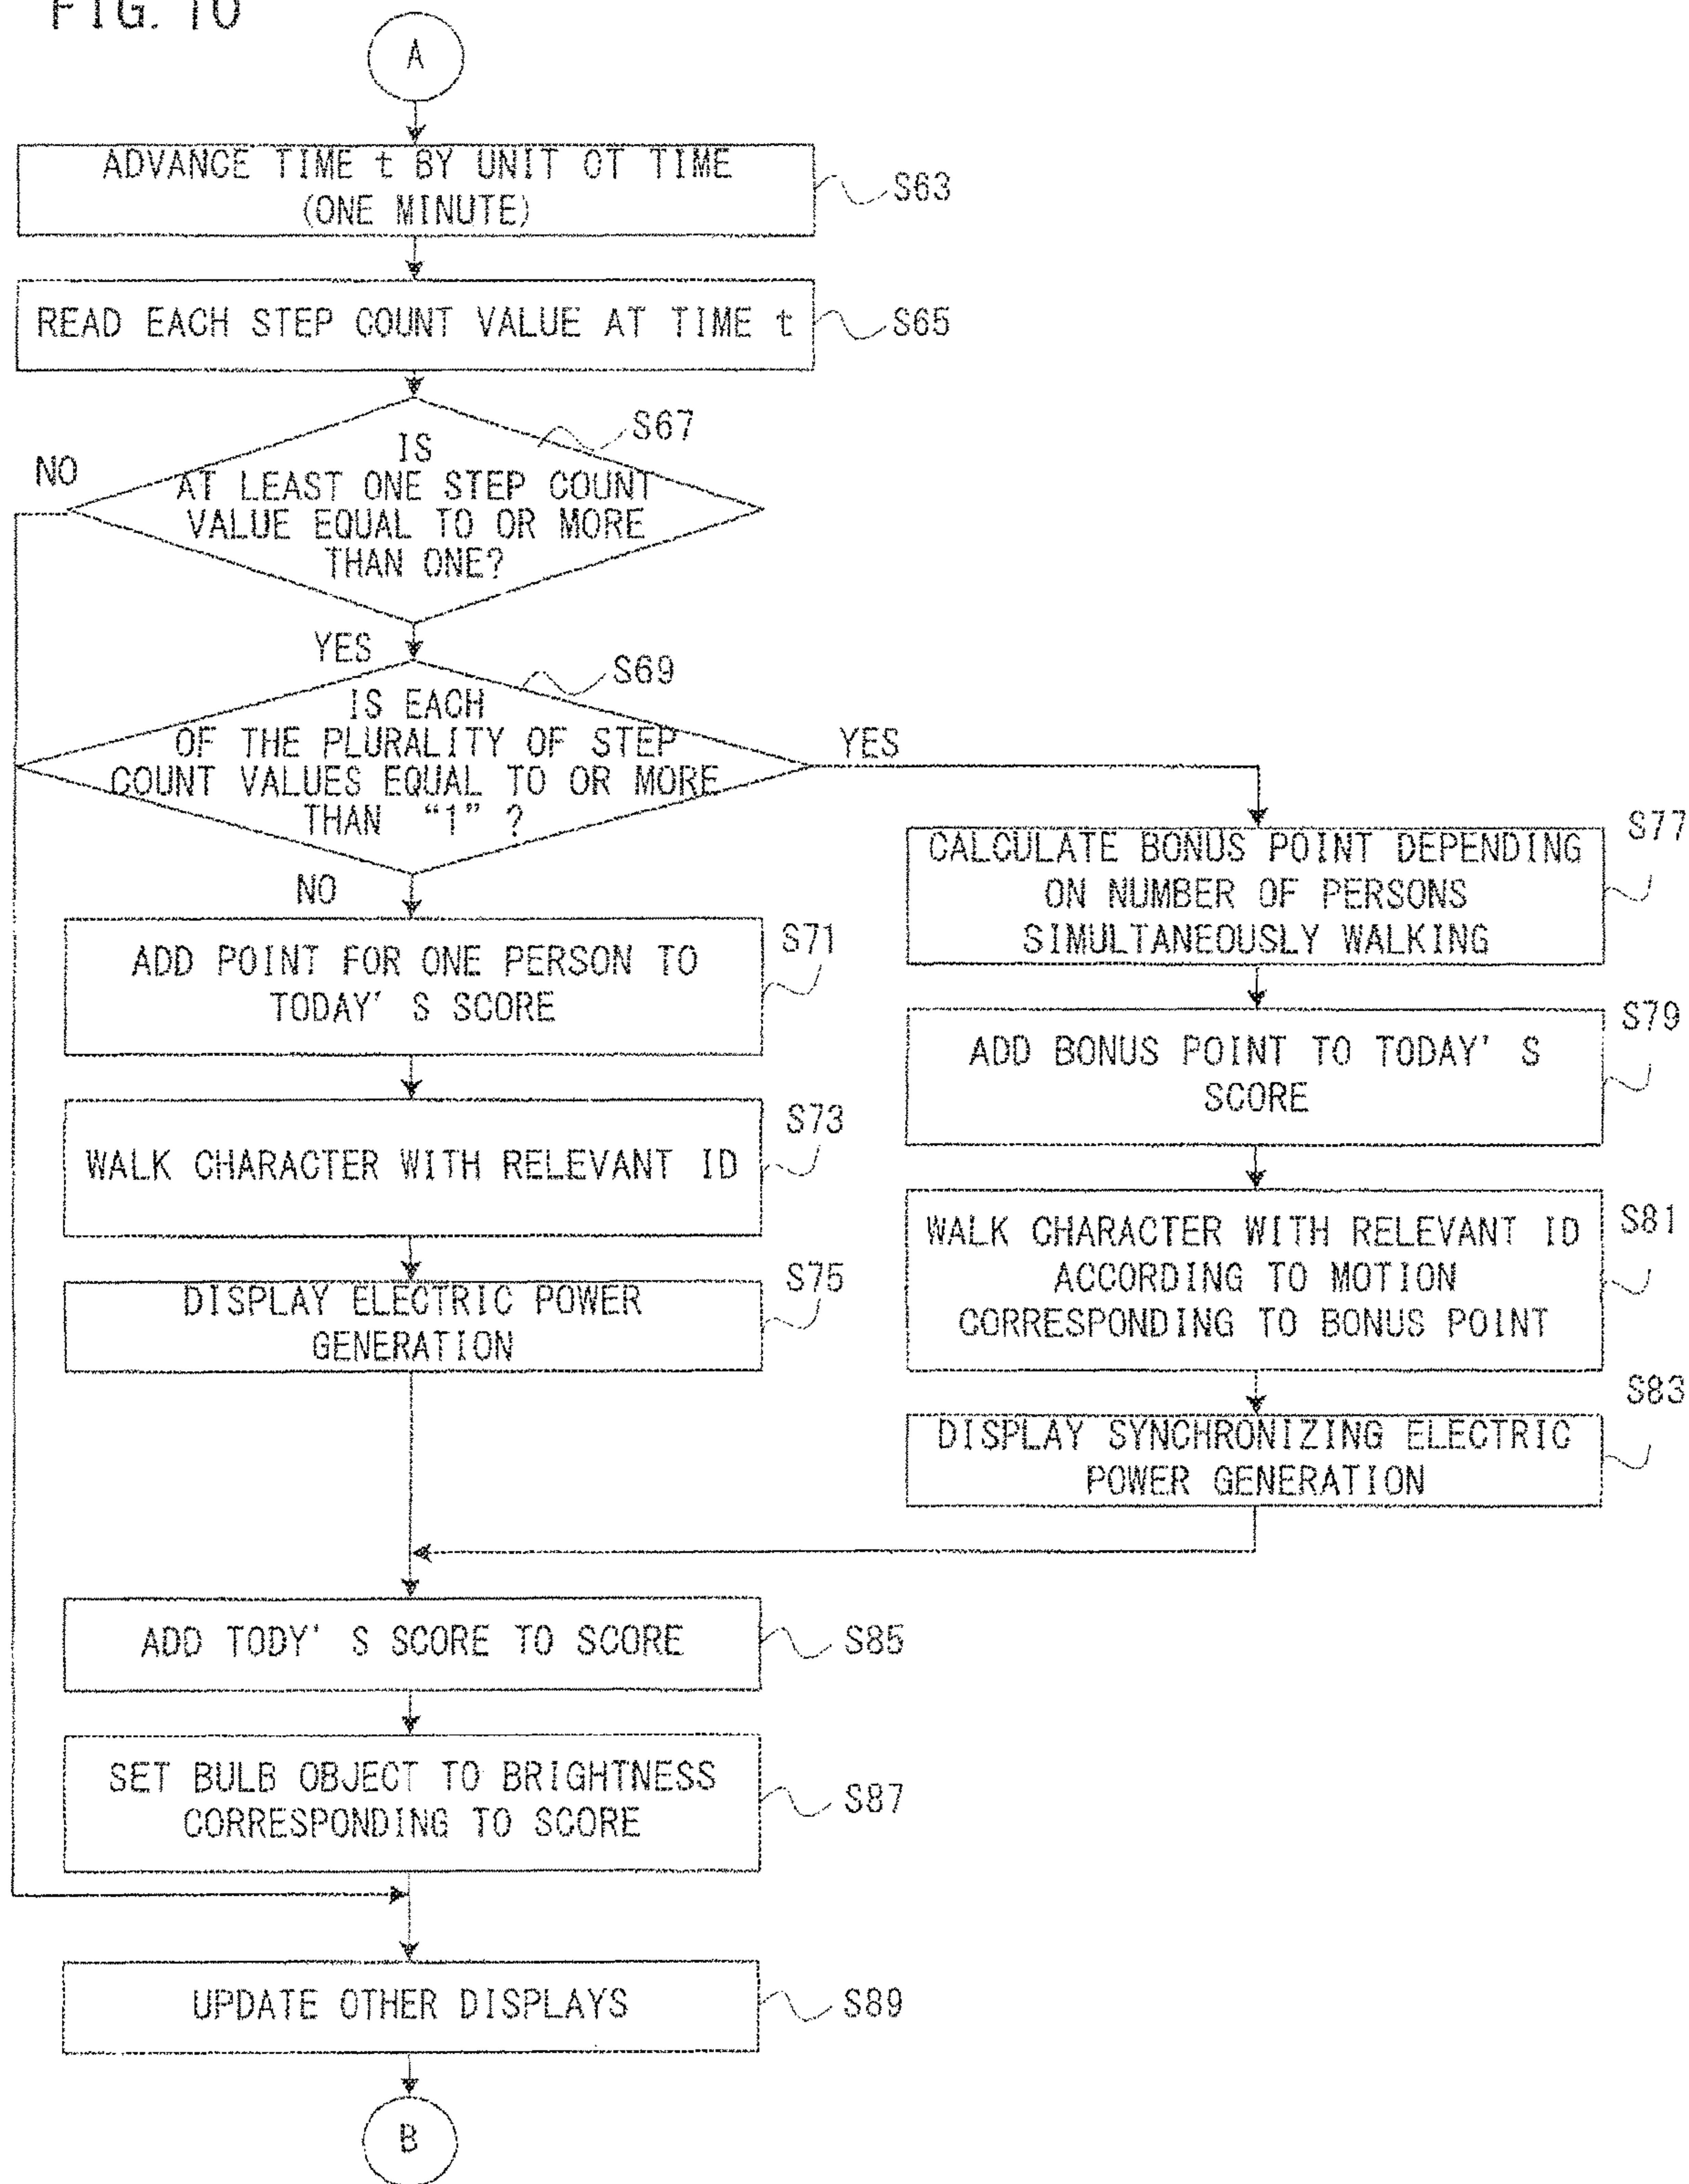 FIG. 10
A
ADVANCE TIME t BY UNIT OT TIME
(ONE MINUTE)
S63
READ EACH STEP COUNT VALUE AT TIME t
S65
S67
IS
AT LEAST ONE STEP COUNT
VALUE EQUAL TO OR MORE
THAN ONE?
NO
YES
S69
IS EACH
OF THE PLURALITY OF STEP
COUNT VALUES EQUAL TO OR MORE
THAN "1" ?
YES
NO
S71
ADD POINT FOR ONE PERSON TO
TODAY' S SCORE
S73
WALK CHARACTER WITH RELEVANT ID
S75
DISPLAY ELECTRIC POWER
GENERATION
S77
CALCULATE BONUS POINT DEPENDING
ON NUMBER OF PERSONS
SIMULTANEOUSLY WALKING
S79
ADD BONUS POINT TO TODAY' S
SCORE
S81
WALK CHARACTER WITH RELEVANT ID
ACCORDING TO MOTION
CORRESPONDING TO BONUS POINT
S83
DISPLAY SYNCHRONIZING ELECTRIC
POWER GENERATION
ADD TODY' S SCORE TO SCORE
S85
SET BULB OBJECT TO BRIGHTNESS
CORRESPONDING TO SCORE
S87
UPDATE OTHER DISPLAYS
S89
B